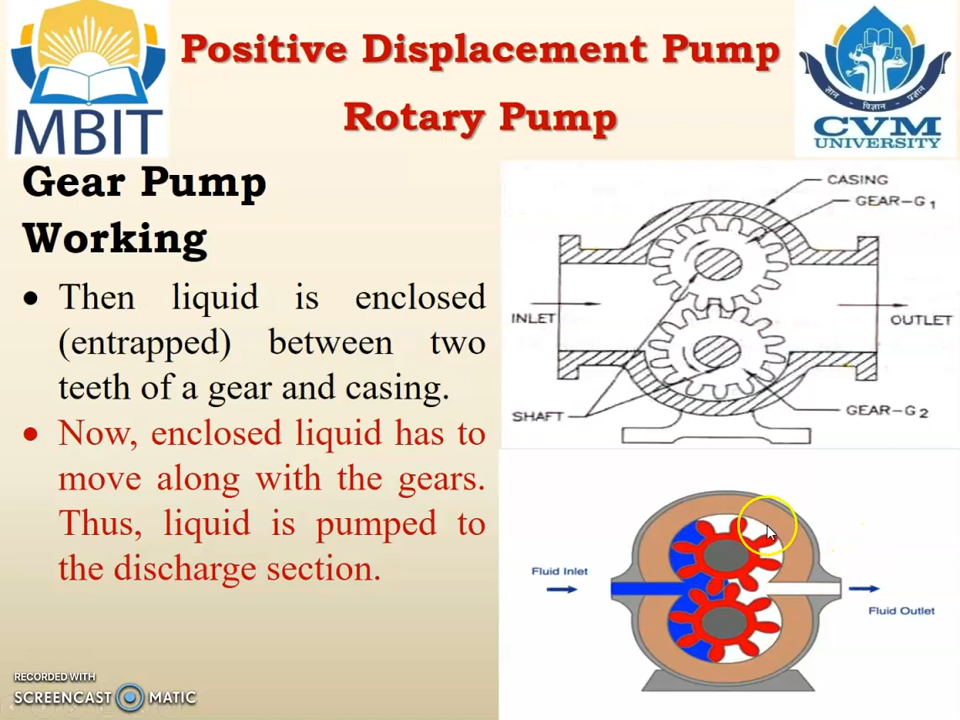 Positive Displacement Pump
Rotary Pump
MBIT
ज्ञान • विज्ञान • प्रज्ञान
CVM
UNIVERSITY
Gear Pump
Working
• Then liquid is enclosed
(entrapped) between two
teeth of a gear and casing.
• Now, enclosed liquid has to
move along with the gears.
Thus, liquid is pumped to
the discharge section.
CASING
GEAR-G1
INLET
OUTLET
SHAFT
GEAR-G2
Fluid Inlet
Fluid Outlet
RECORDED WITH
SCREENCAST MATIC